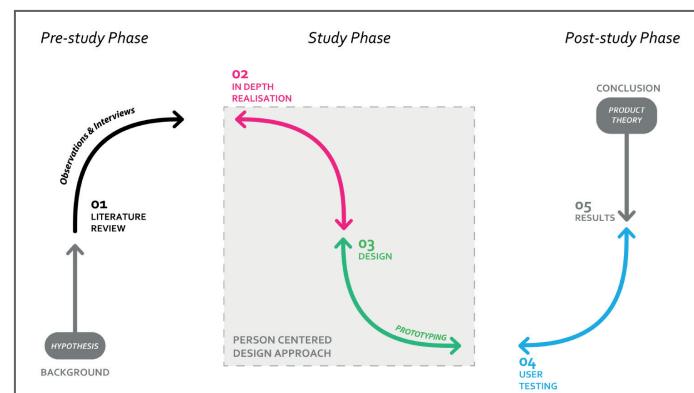 Pre-study Phase
Study Phase
Post-study Phase
Observations & Interviews
01
LITERATURE
REVIEW
HYPOTHESIS
BACKGROUND
02
IN DEPTH
REALISATION
03
DESIGN
PROTOTYPING
PERSON CENTERED
DESIGN APPROACH
CONCLUSION
PRODUCT
THEORY
05
RESULTS
04
USER
TESTING